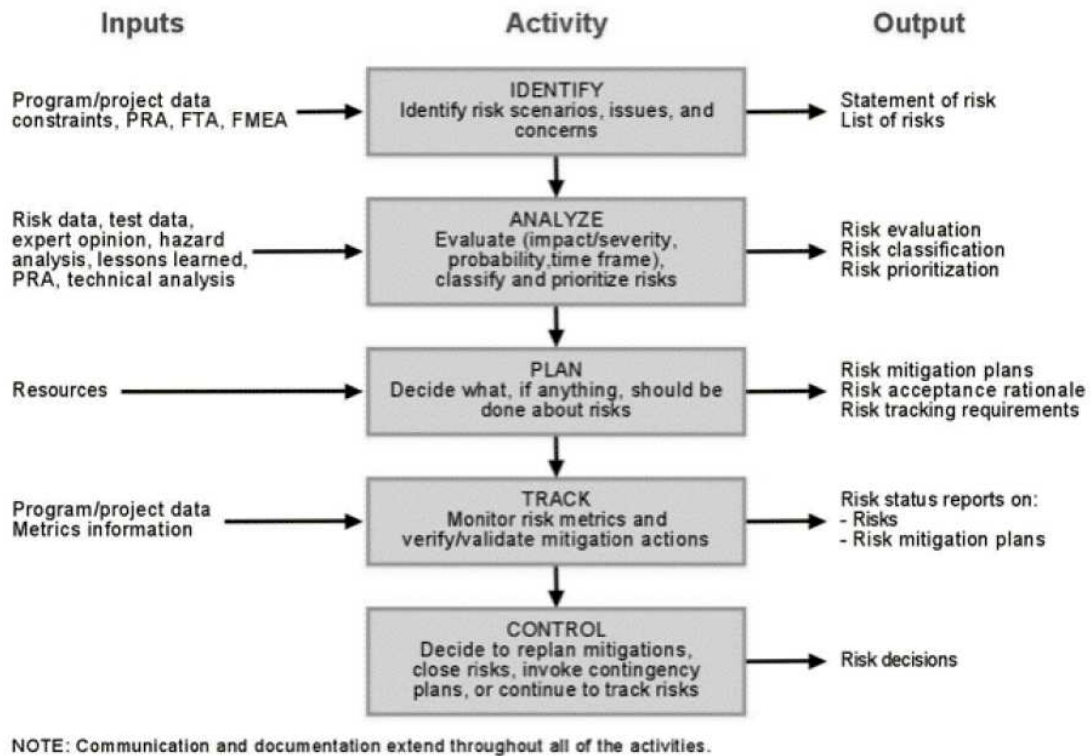 Inputs
Activity
Output
Program/project data
constraints, PRA, FTA, FMEA
IDENTIFY
Identify risk scenarios, issues, and
concerns
Statement of risk
List of risks
Risk data, test data,
expert opinion, hazard
analysis, lessons learned,
PRA, technical analysis
ANALYZE
Evaluate (impact/severity,
probability,time frame),
classify and prioritize risks
Risk evaluation
Risk classification
Risk prioritization
Resources
PLAN
Decide what, if anything, should be
done about risks
Risk mitigation plans
Risk acceptance rationale
Risk tracking requirements
Program/project data
Metrics information
TRACK
Monitor risk metrics and
verify/validate mitigation actions
Risk status reports on:
- Risks
- Risk mitigation plans
CONTROL
Decide to replan mitigations,
close risks, invoke contingency
plans, or continue to track risks
Risk decisions
NOTE: Communication and documentation extend throughout all of the activities.